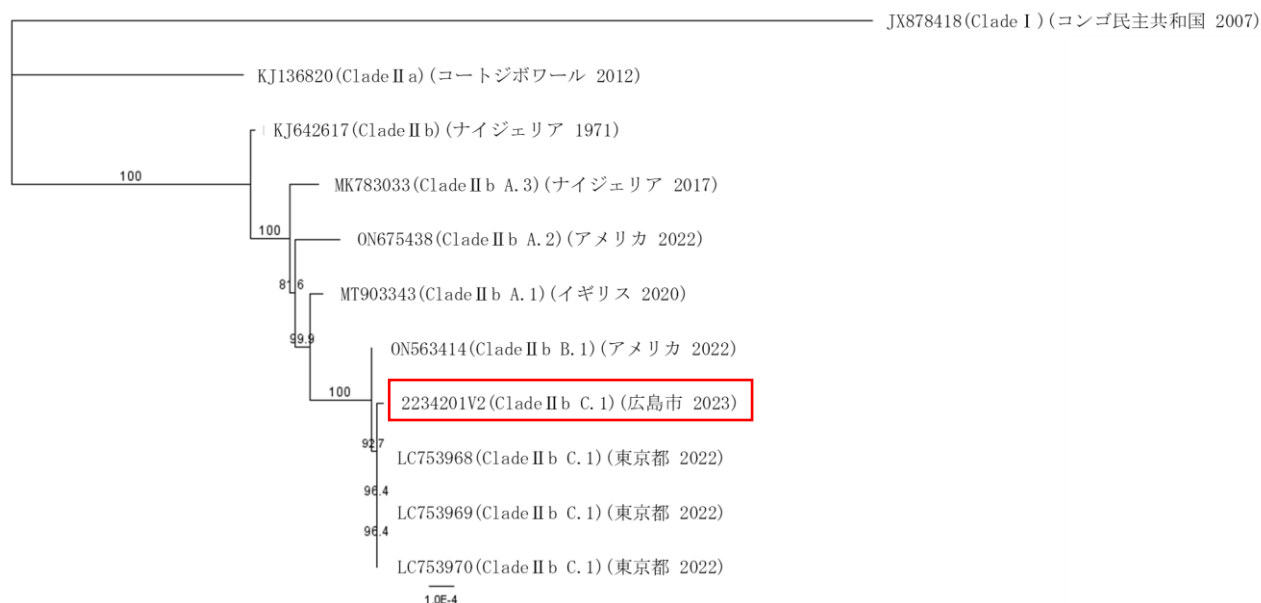 JX878418(CladeⅠ)(コンゴ民主共和国 2007)
KJ136820(CladeⅡa)(コートジボワール 2012)
KJ642617(CladeⅡb)(ナイジェリア 1971)
100
MK783033(CladeⅡb A.3)(ナイジェリア 2017)
100
ON675438(CladeⅡb A.2)(アメリカ 2022)
81.6
MT903343(CladeⅡb A.1)(イギリス 2020)
99.9
ON563414(CladeⅡb B.1)(アメリカ 2022)
100
2234201V2(CladeⅡb C.1)(広島市 2023)
92.7
LC753968(CladeⅡb C.1)(東京都 2022)
96.4
LC753969(CladeⅡb C.1)(東京都 2022)
96.4
LC753970(CladeⅡb C.1)(東京都 2022)
1.0E-4